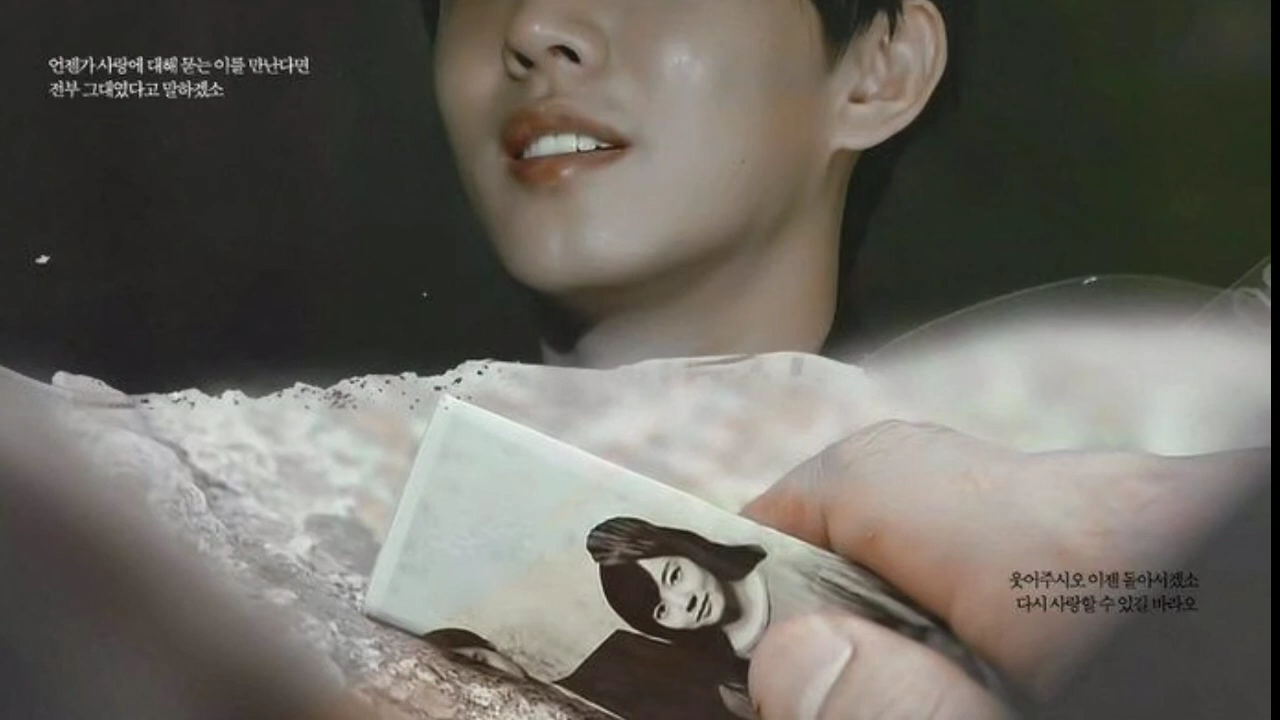 언젠가 사랑에 대해 묻는 이를 만난다면
전부 그대였다고 말하겠소
웃어주시오 이젠 돌아서겠소
다시 사랑할 수 있길 바라오